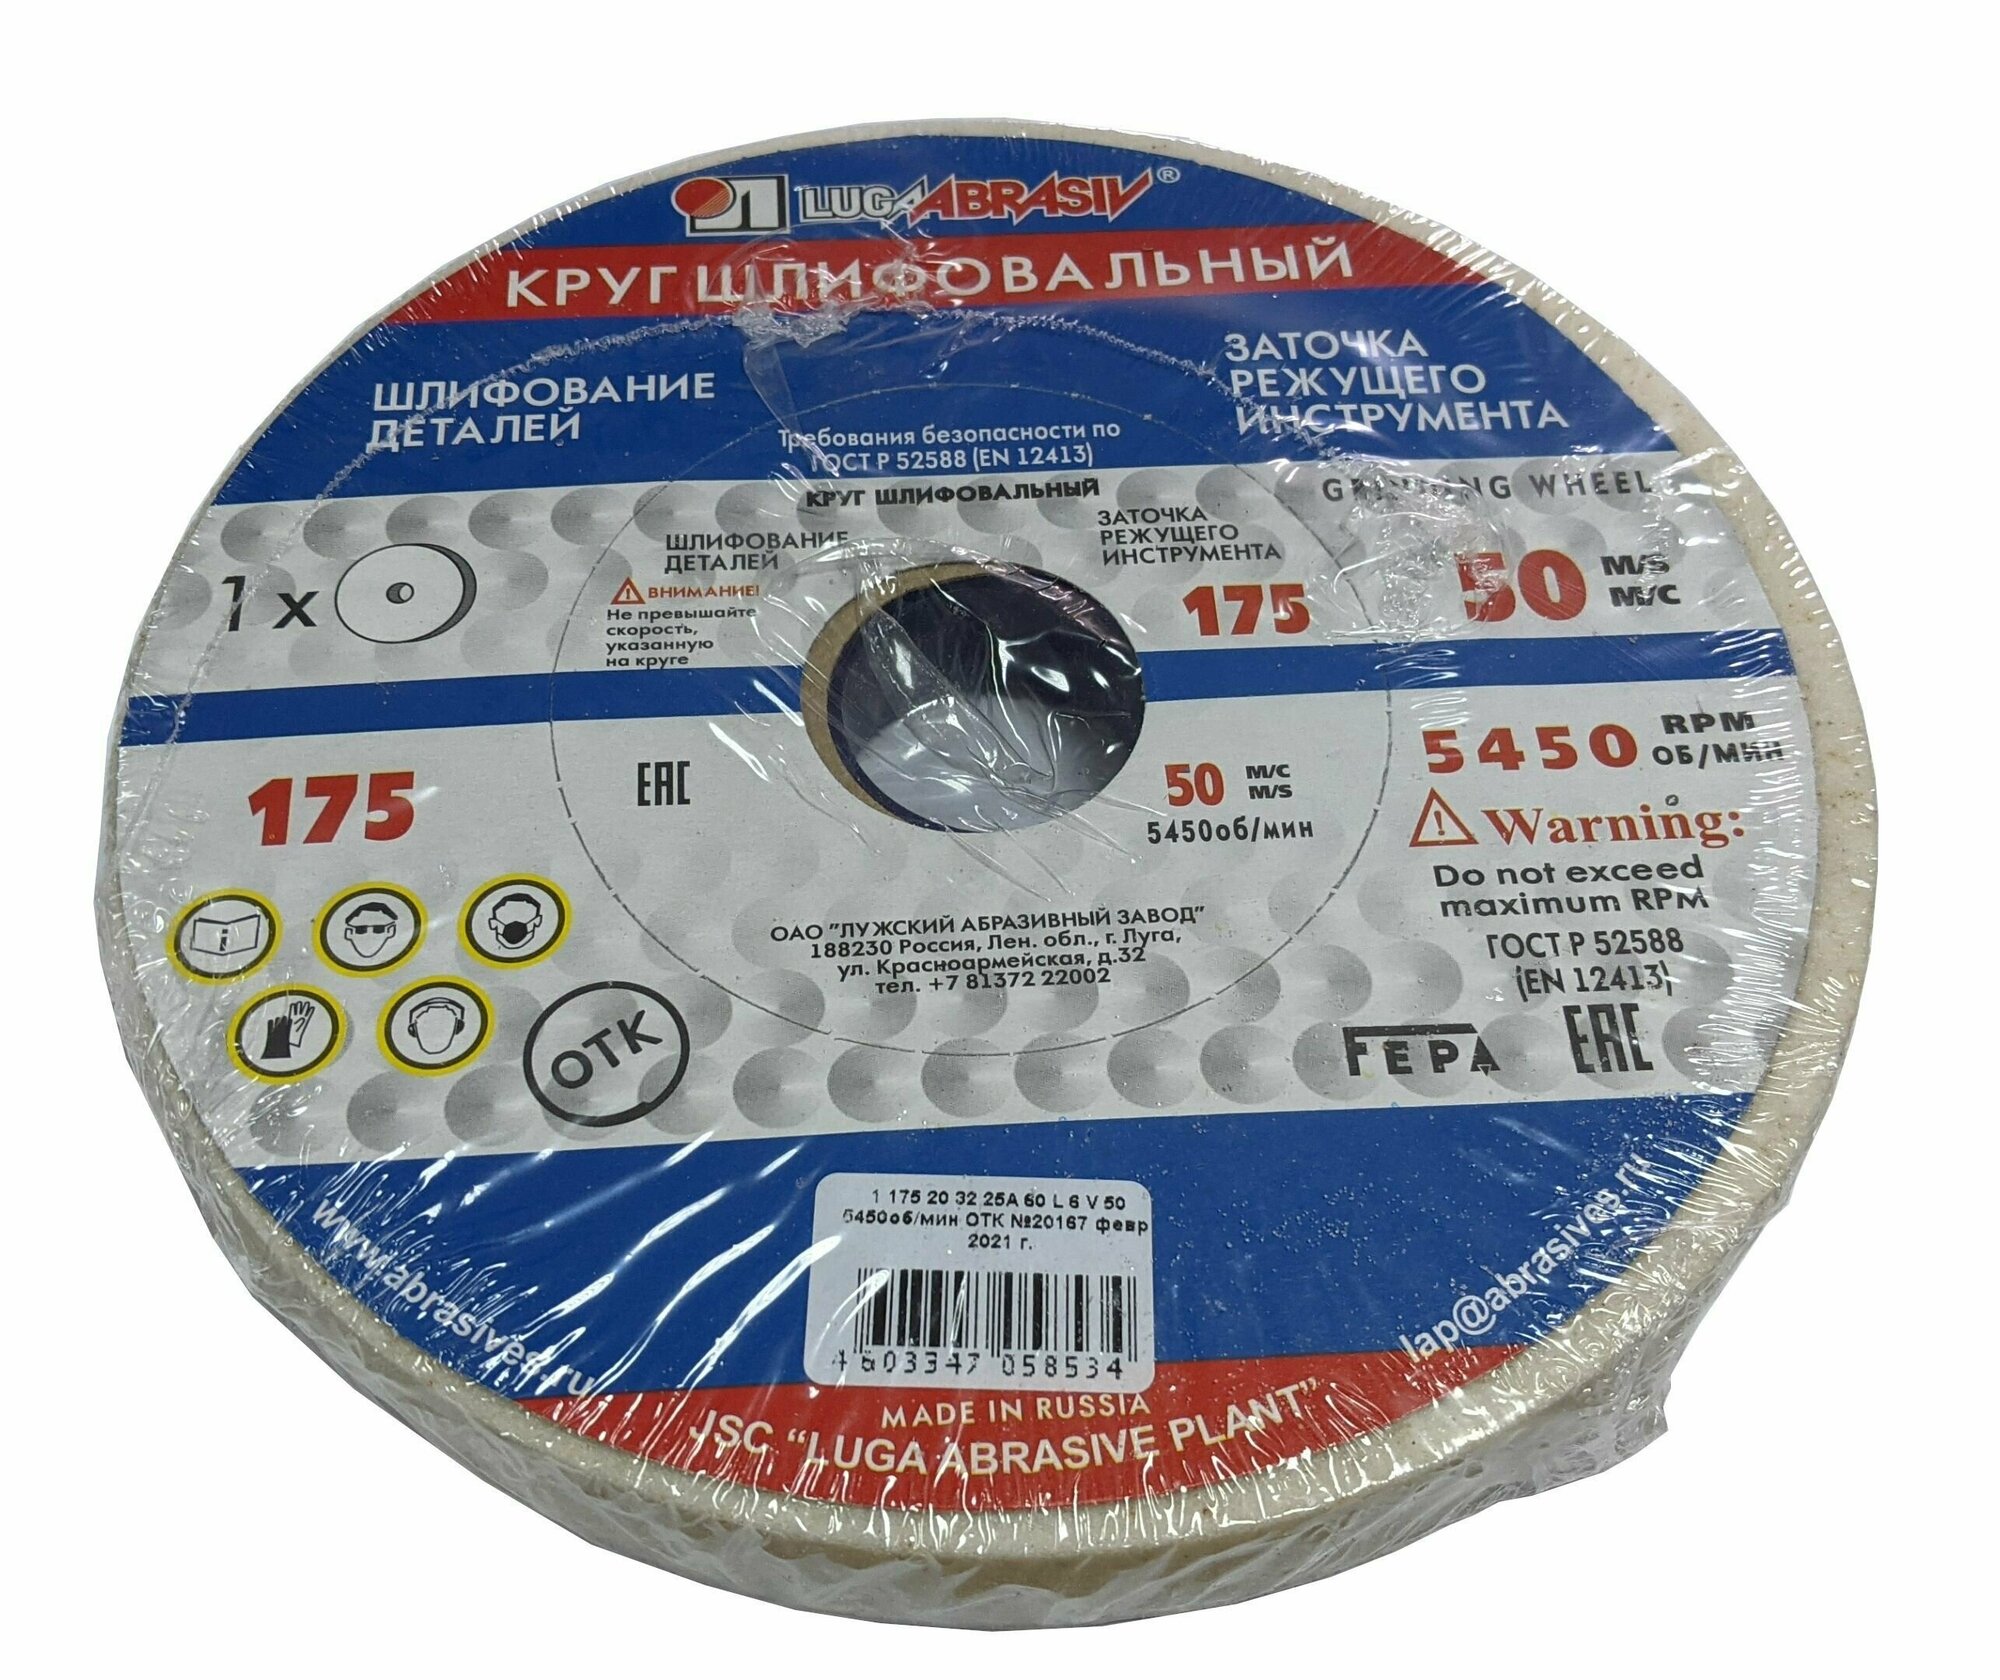 LUGAABRASIV®
КРУГ ШЛИФОВАЛЬНЫЙ
ШЛИФОВАНИЕ
ДЕТАЛЕЙ
ЗАТОЧКА
РЕЖУЩЕГО
ИНСТРУМЕНТА
Требования безопасности по
ГОСТ Р 52588 (EN 12413)
КРУГ ШЛИФОВАЛЬНЫЙ
GRINDING WHEEL
ШЛИФОВАНИЕ
ДЕТАЛЕЙ
ЗАТОЧКА
РЕЖУЩЕГО
ИНСТРУМЕНТА
1 x
ВНИМАНИЕ!
Не превышайте
скорость,
указанную
на круге
175
50 M/S
М/С
175
EAC
50 М/С
M/S
5450об/мин
5450 RPM
ОБ/МИН
Warning:
Do not exceed
maximum RPM
ГОСТ Р 52588
(EN 12413)
FEPA
EAC
ОАО "ЛУЖСКИЙ АБРАЗИВНЫЙ ЗАВОД"
188230 Россия, Лен. обл., г. Луга,
ул. Красноармейская, д.32
тел. +7 81372 22002
ОТК
1 175 20 32 25А 60 L 6 V 50
5450об/мин ОТК №20167 февр
2021 г.
4 603347 058534
www.abrasives.ru
lap@abrasives.ru
MADE IN RUSSIA
JSC “LUGA ABRASIVE PLANT”